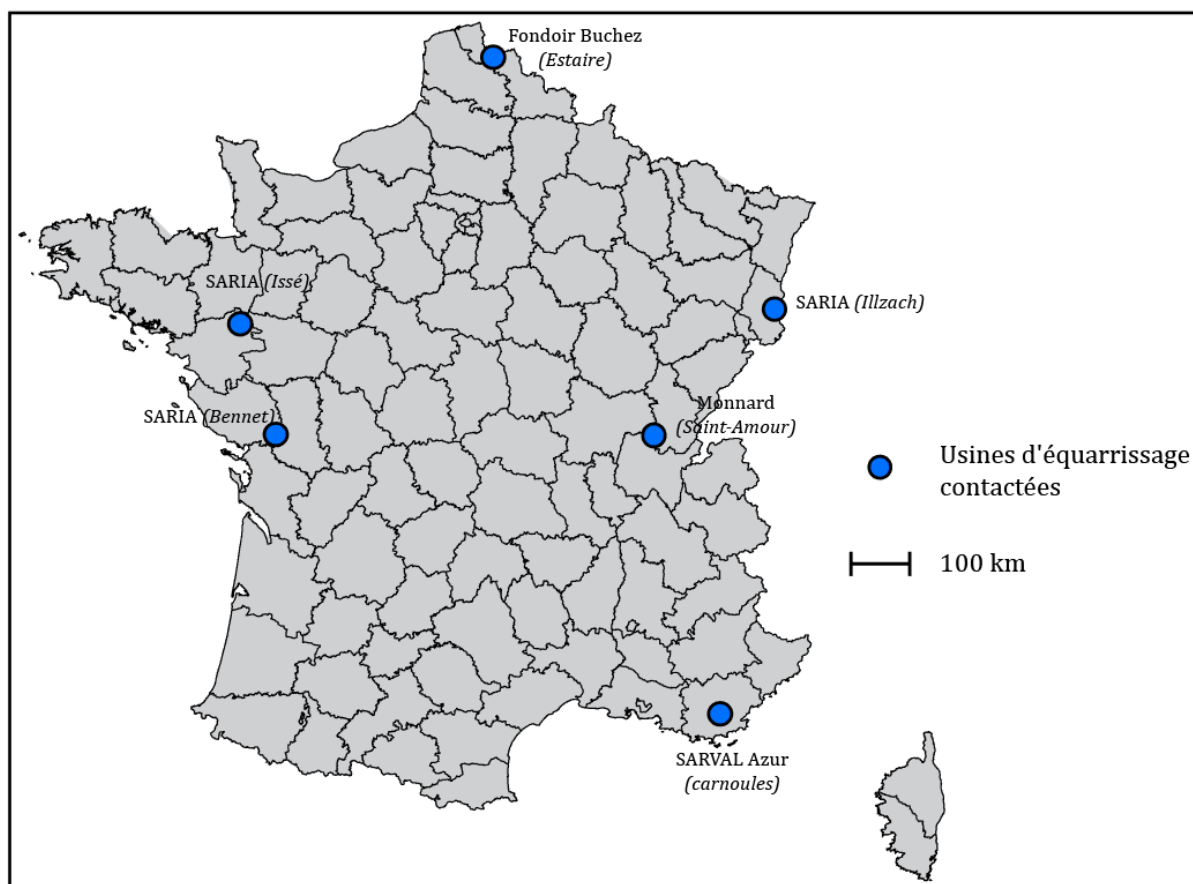 Fondoir Buchez
(Estaire)
SARIA (Issé)
SARIA (Illzach)
SARIA (Bennet)
Monnard
(Saint-Amour)
Usines d'équarrissage
contactées
100 km
SARVAL Azur
(carnoules)